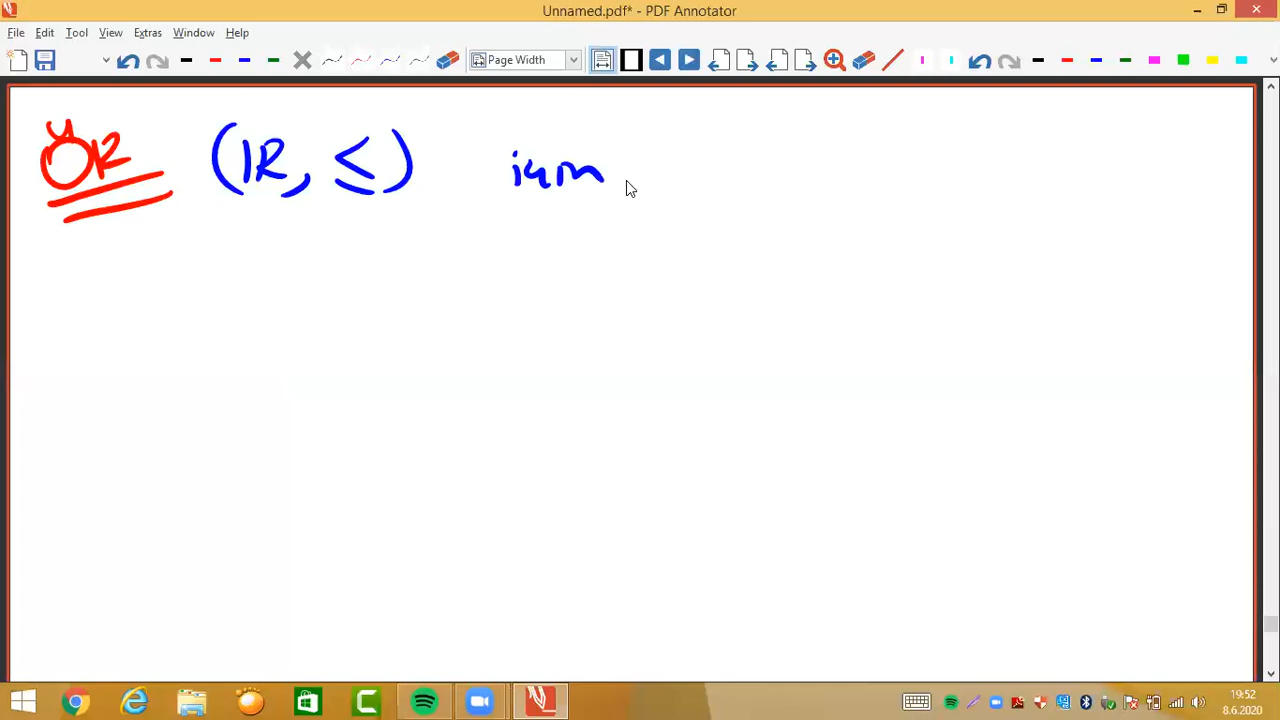 Unnamed.pdf* - PDF Annotator
File Edit Tool View Extras Window Help
Page Width
ÖR (ℝ, ≤) için
19:52
8.6.2020